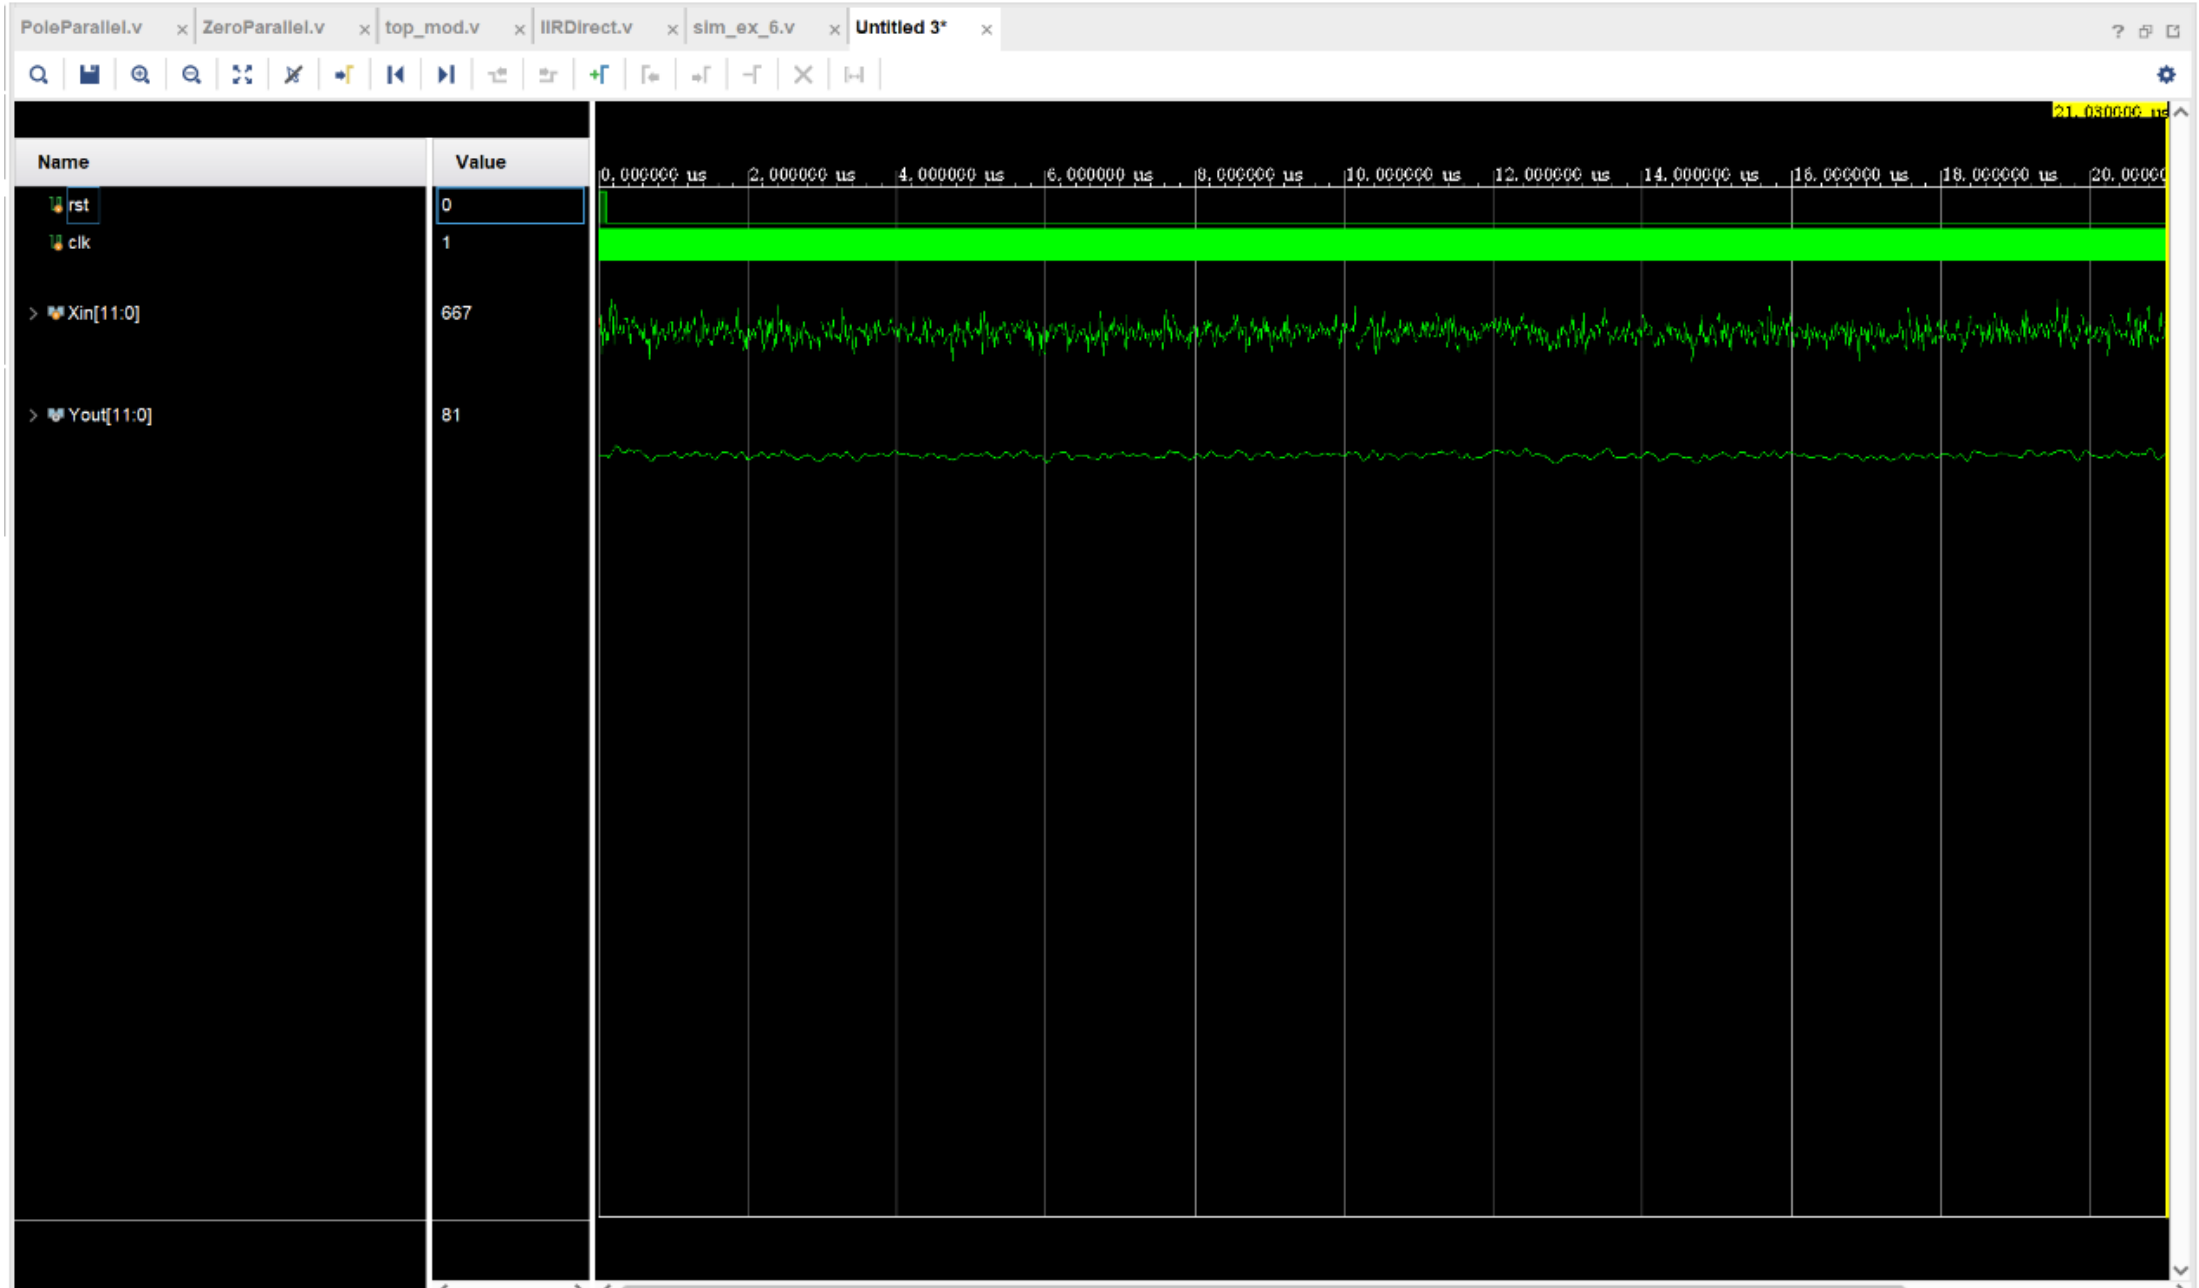 PoleParallel.v × ZeroParallel.v × top_mod.v × IIRDirect.v × sim_ex_6.v × Untitled 3* ×
21.030000 us
Name Value
0.000000 us 2.000000 us 4.000000 us 6.000000 us 8.000000 us 10.000000 us 12.000000 us 14.000000 us 16.000000 us 18.000000 us 20.00000
rst 0
clk 1
Xin[11:0] 667
Yout[11:0] 81